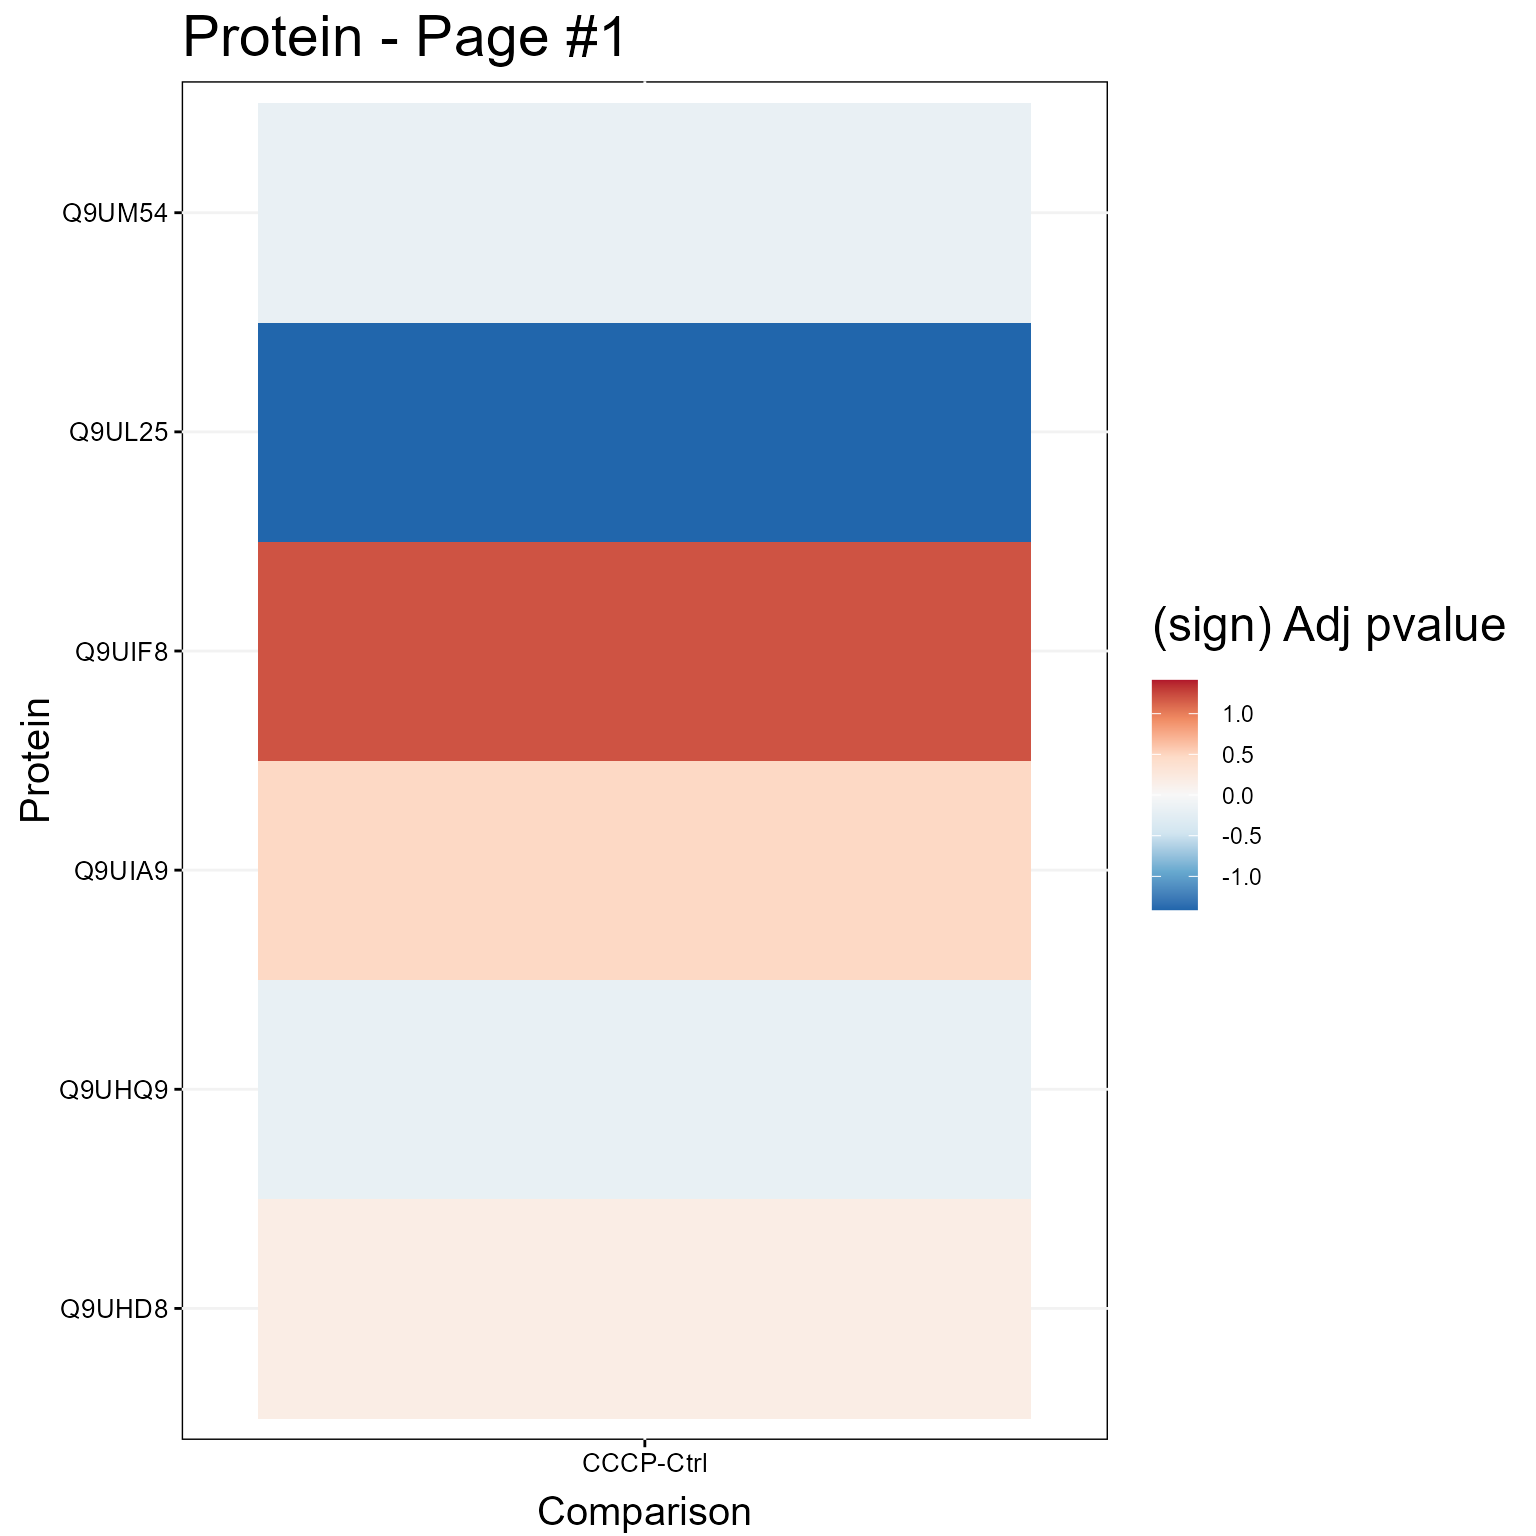 Protein - Page #1
Protein
Q9UM54
Q9UL25
Q9UIF8
Q9UIA9
Q9UHQ9
Q9UHD8
CCCP-Ctrl
Comparison
(sign) Adj pvalue
1.0
0.5
0.0
-0.5
-1.0